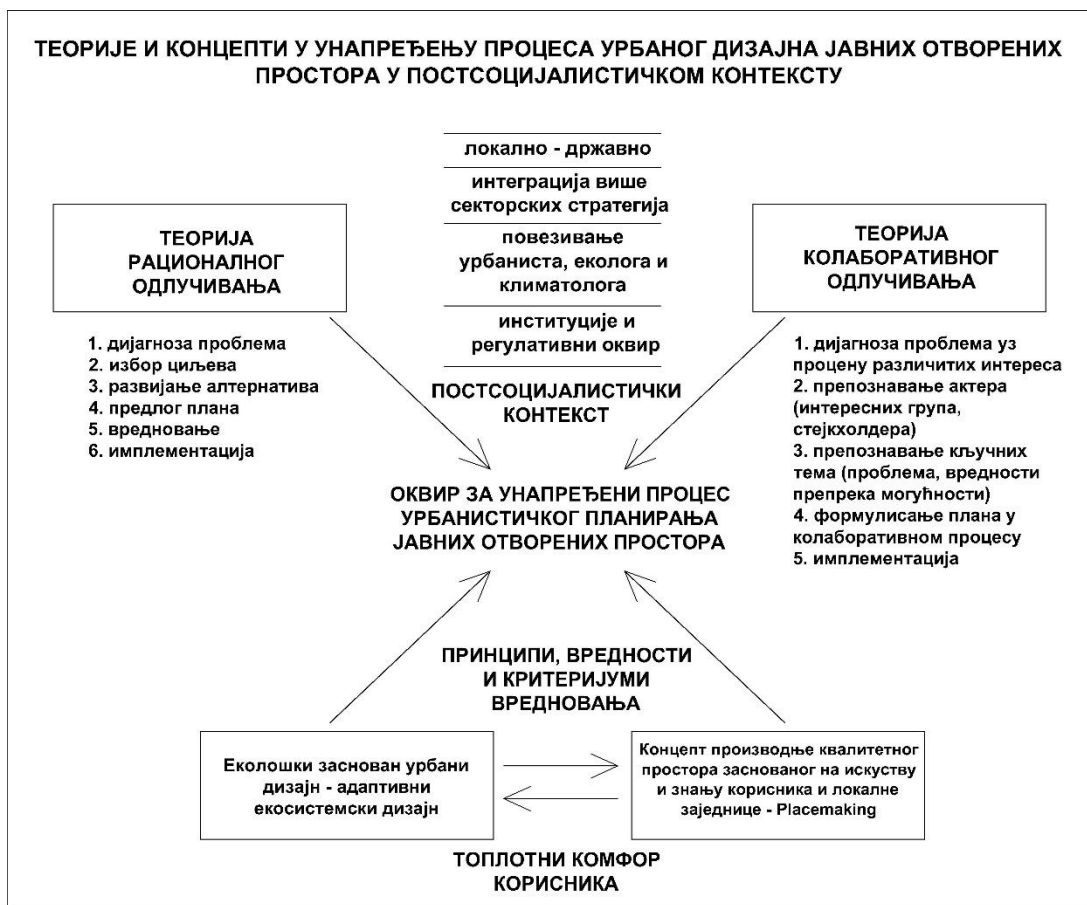 ТЕОРИЈЕ И КОНЦЕПТИ У УНАПРЕЂЕЊУ ПРОЦЕСА УРБАНОГ ДИЗАЈНА ЈАВНИХ ОТВОРЕНИХ
ПРОСТОРА У ПОСТСОЦИЈАЛИСТИЧКОМ КОНТЕКСТУ
локално - државно
интеграција више
секторских стратегија
повезивање
урбаниста, еколога и
климатолога
институције и
регулативни оквир
ПОСТСОЦИЈАЛИСТИЧКИ
КОНТЕКСТ
ТЕОРИЈА
РАЦИОНАЛНОГ
ОДЛУЧИВАЊА
1. дијагноза проблема
2. избор циљева
3. развијање алтернатива
4. предлог плана
5. вредновање
6. имплементација
ТЕОРИЈА
КОЛАБОРАТИВНОГ
ОДЛУЧИВАЊА
1. дијагноза проблема уз
процену различитих интереса
2. препознавање актера
(интересних група,
стејкхолдера)
3. препознавање кључних
тема (проблема, вредности
препрека могућности)
4. формулисање плана у
колаборативном процесу
5. имплементација
ОКВИР ЗА УНАПРЕЂЕНИ ПРОЦЕС
УРБАНИСТИЧКОГ ПЛАНИРАЊА
ЈАВНИХ ОТВОРЕНИХ ПРОСТОРА
ПРИНЦИПИ, ВРЕДНОСТИ
И КРИТЕРИЈУМИ
ВРЕДНОВАЊА
Еколошки заснован урбани
дизајн - адаптивни
екосистемски дизајн
Концепт производње квалитетног
простора заснованог на искуству
и знању корисника и локалне
заједнице - Placemaking
ТОПЛОТНИ КОМФОР
КОРИСНИКА